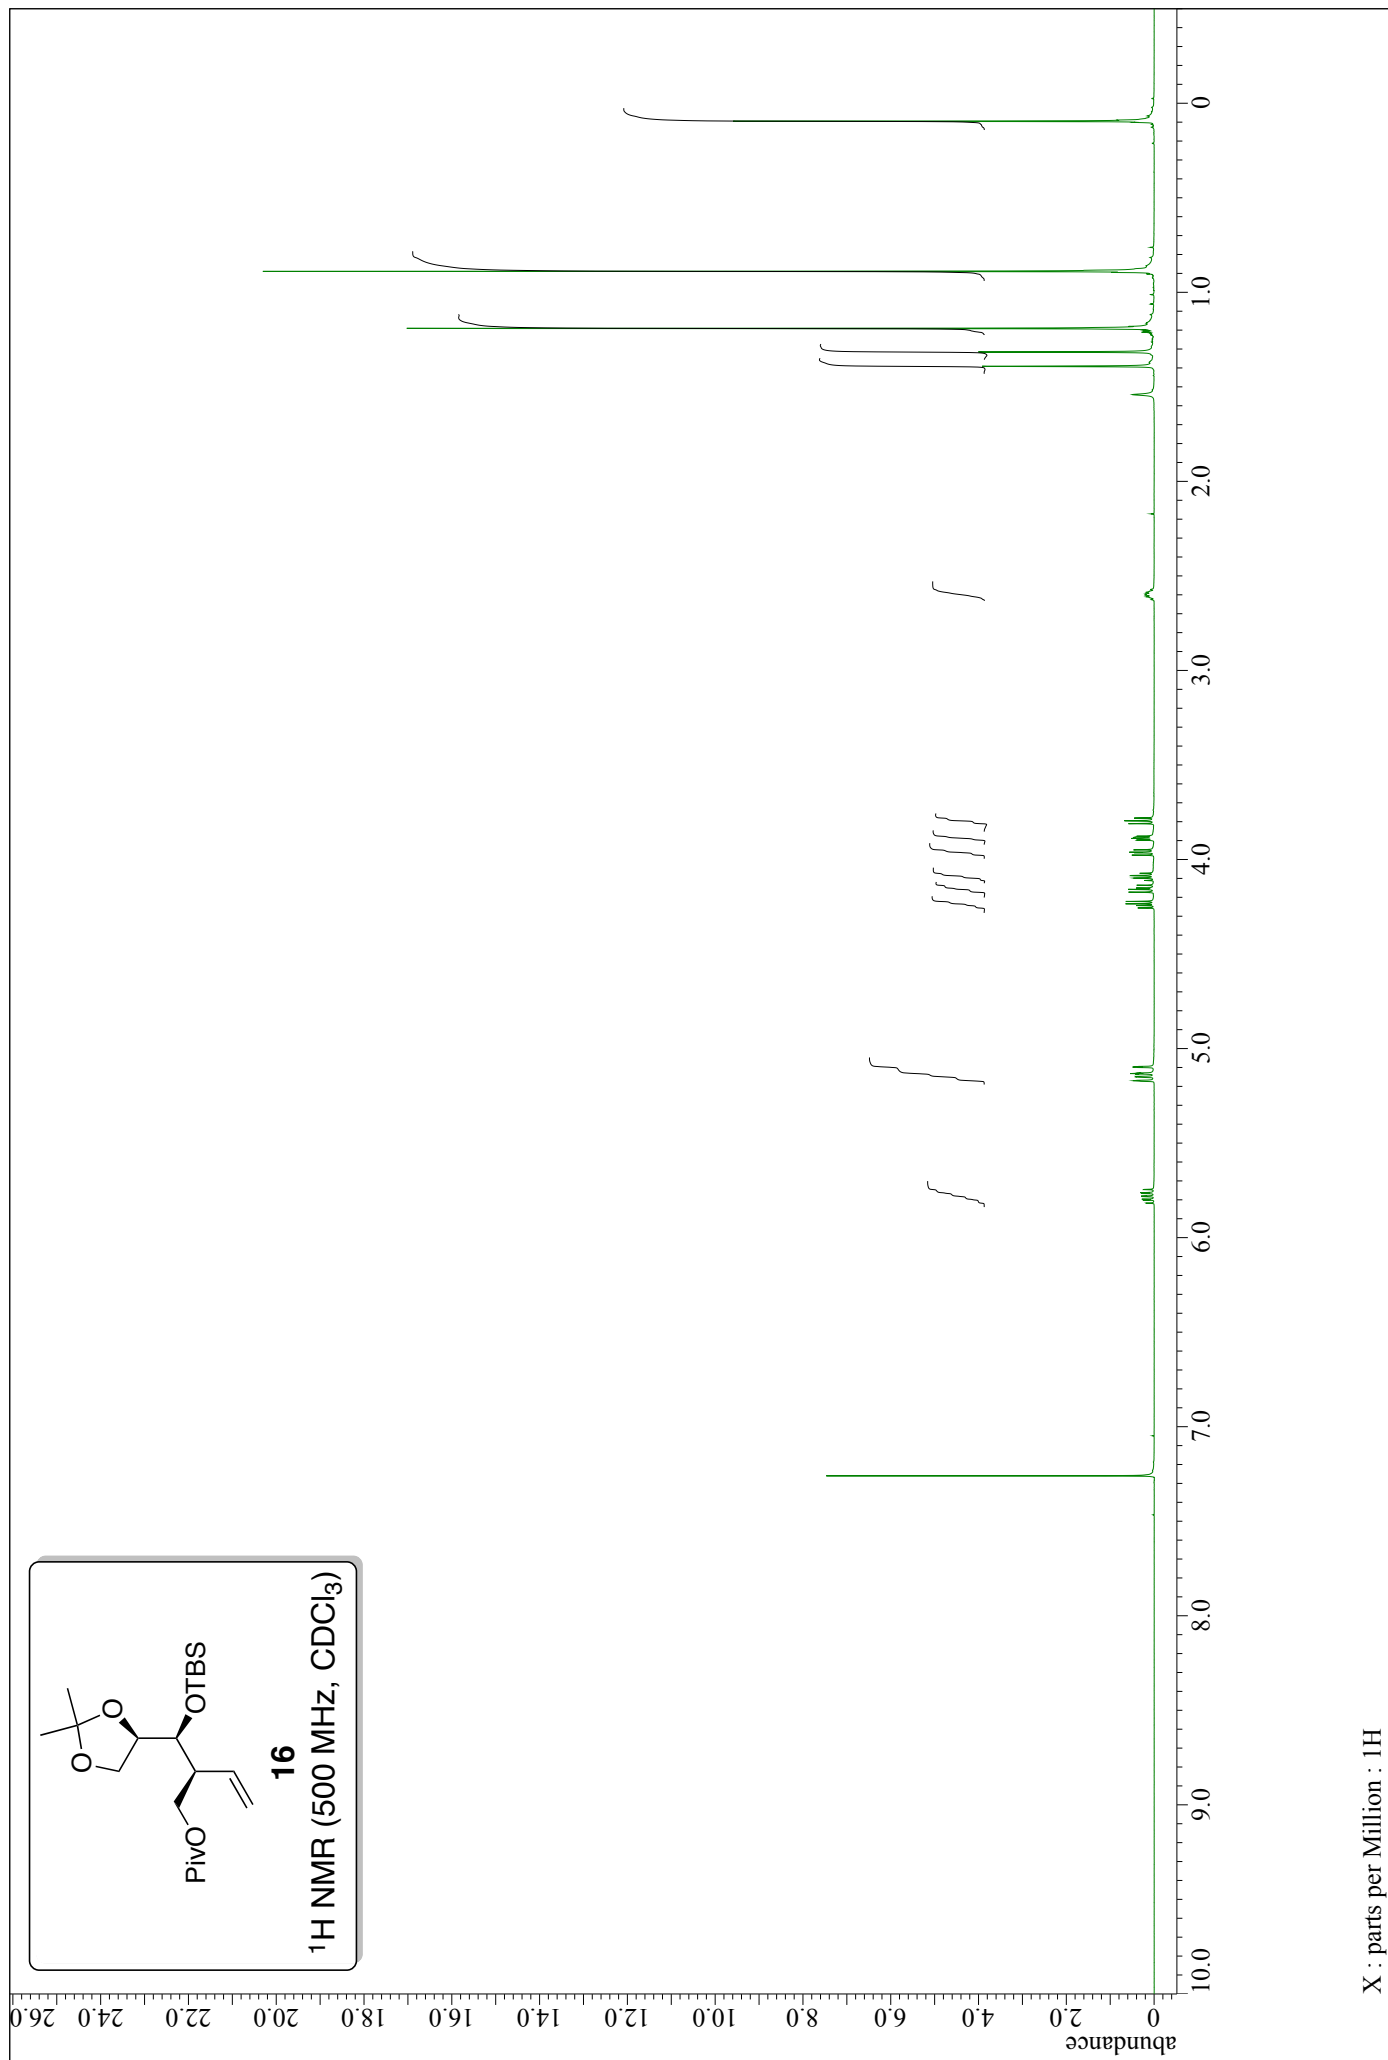 O
O
OTBS
PivO
16
¹H NMR (500 MHz, CDCl₃)
abundance
0 2.0 4.0 6.0 8.0 10.0 12.0 14.0 16.0 18.0 20.0 22.0 24.0 26.0
10.0 9.0 8.0 7.0 6.0 5.0 4.0 3.0 2.0 1.0 0
X : parts per Million : 1H